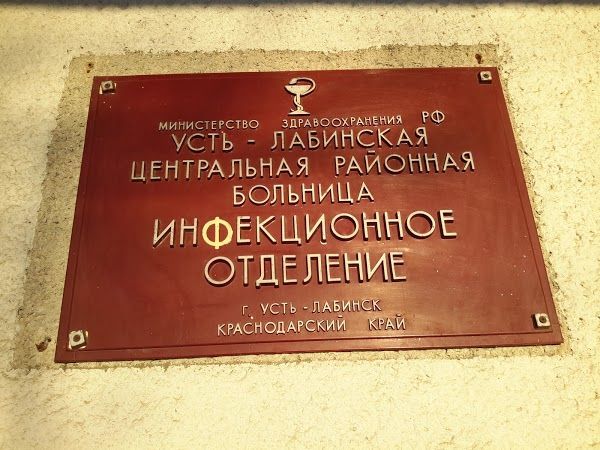 МИНИСТЕРСТВО ЗДРАВООХРАНЕНИЯ РФ
УСТЬ - ЛАБИНСКАЯ
ЦЕНТРАЛЬНАЯ РАЙОННАЯ
БОЛЬНИЦА
ИНФЕКЦИОННОЕ
ОТДЕЛЕНИЕ
г. УСТЬ - ЛАБИНСК
КРАСНОДАРСКИЙ КРАЙ